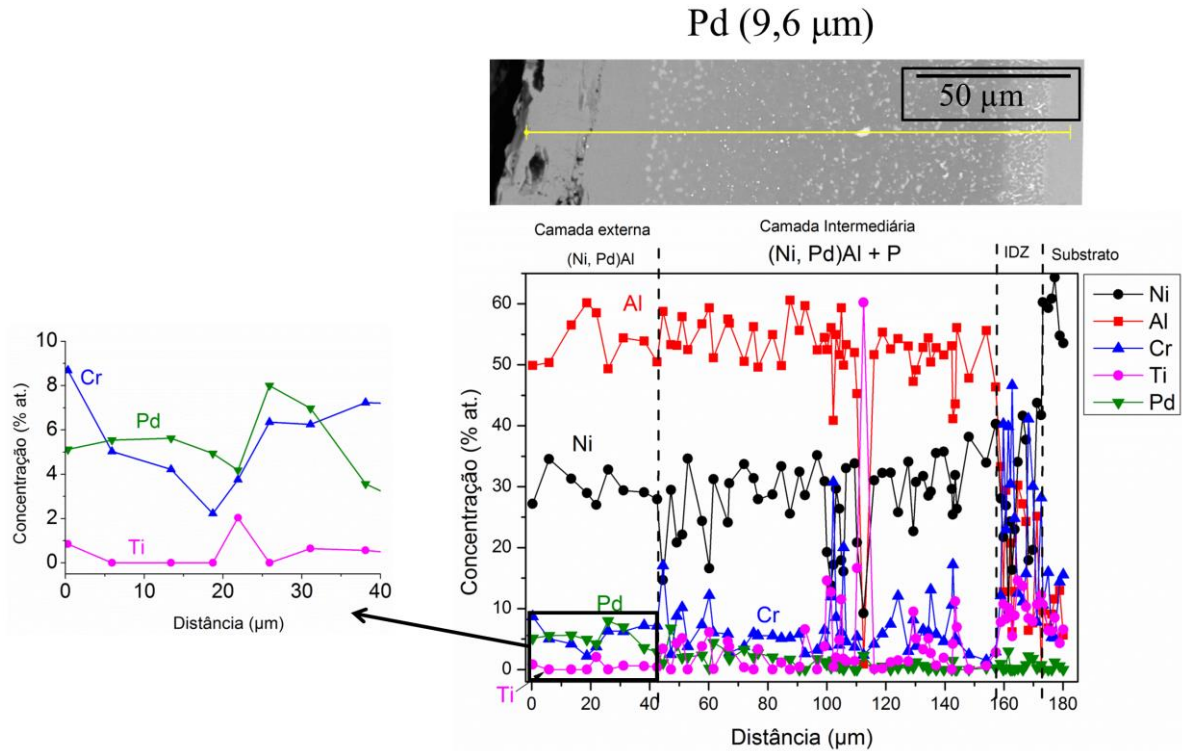 Pd (9,6 µm)
50 µm
Camada externa
(Ni, Pd)Al
Camada Intermediária
(Ni, Pd)Al + P
IDZ
Substrato
Concentração (% at.)
60
50
40
30
20
10
0
Al
Ni
Pd
Cr
Ti
0 20 40 60 80 100 120 140 160 180
Distância (µm)
Ni
Al
Cr
Ti
Pd
Concentração (% at.)
10
8
6
4
2
0
Cr
Pd
Ti
0 10 20 30 40
Distância (µm)